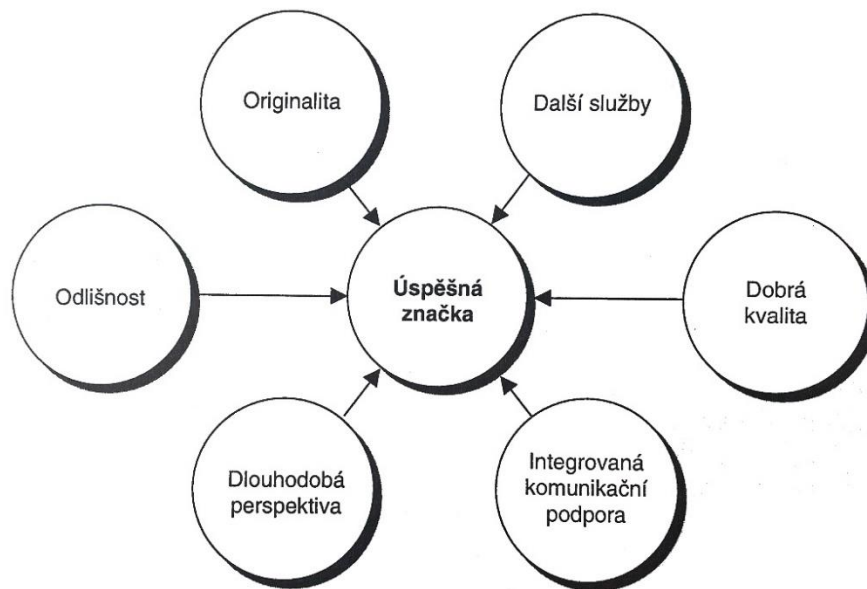 Originalita
Další služby
Odlišnost
Úspěšná
značka
Dobrá
kvalita
Dlouhodobá
perspektiva
Integrovaná
komunikační
podpora